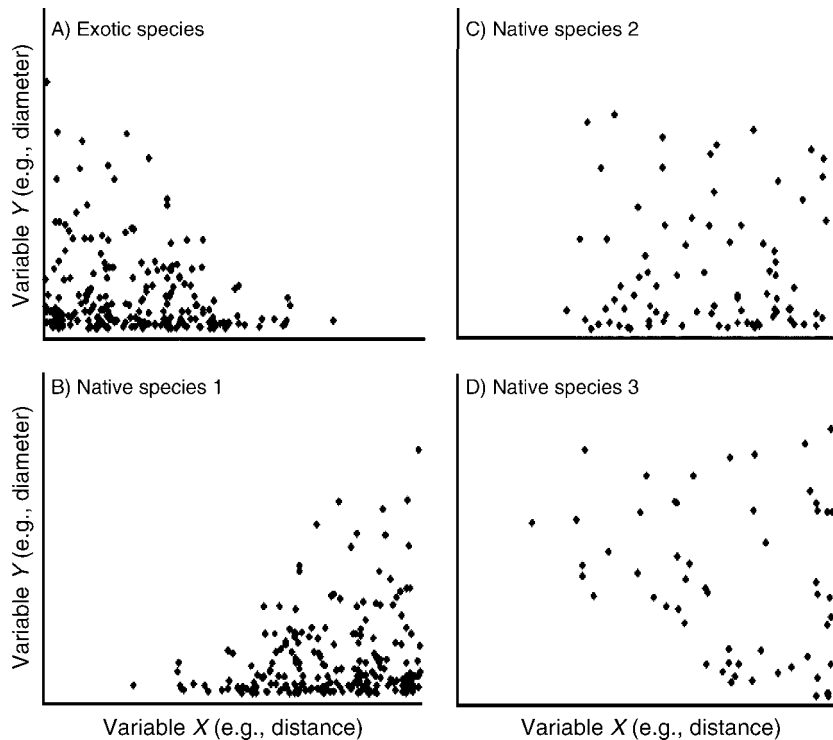 A) Exotic species
Variable Y (e.g., diameter)
C) Native species 2
B) Native species 1
Variable Y (e.g., diameter)
Variable X (e.g., distance)
D) Native species 3
Variable X (e.g., distance)